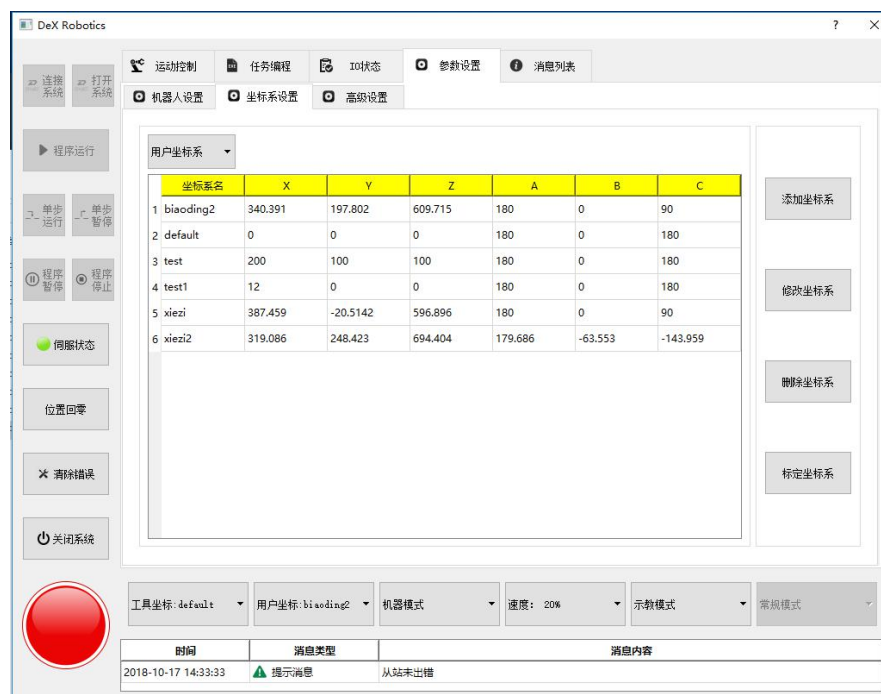 DeX Robotics
运动控制 任务编程 IO状态 参数设置 消息列表
机器人设置 坐标系设置 高级设置
连接系统 打开系统
程序运行
单步运行 单步暂停
程序暂停 程序停止
伺服状态
位置回零
清除错误
关闭系统
用户坐标系
坐标系名 X Y Z A B C
1 biaoding2 340.391 197.802 609.715 180 0 90
2 default 0 0 0 180 0 180
3 test 200 100 100 180 0 180
4 test1 12 0 0 180 0 180
5 xiezi 387.459 -20.5142 596.896 180 0 90
6 xiezi2 319.086 248.423 694.404 179.686 -63.553 -143.959
添加坐标系
修改坐标系
删除坐标系
标定坐标系
工具坐标:default 用户坐标:biaoding2 机器模式 速度: 20% 示教模式 常规模式
时间 消息类型 消息内容
2018-10-17 14:33:33 提示消息 从站未出错